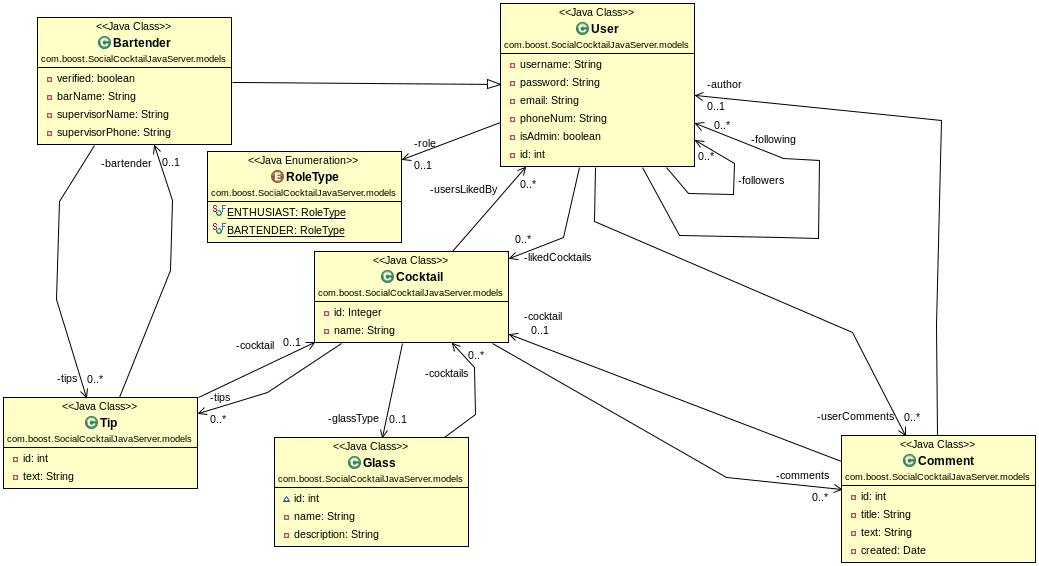 <<Java Class>>
Bartender
com.boost.SocialCocktailJavaServer.models
verified: boolean
barName: String
supervisorName: String
supervisorPhone: String
<<Java Class>>
User
com.boost.SocialCocktailJavaServer.models
username: String
password: String
email: String
phoneNum: String
isAdmin: boolean
id: int
-author
0..1
0..*
-following
0..*
-followers
-role
0..1
-bartender
0..1
<<Java Enumeration>>
RoleType
com.boost.SocialCocktailJavaServer.models
ENTHUSIAST: RoleType
BARTENDER: RoleType
-usersLikedBy
0..*
0..*
-likedCocktails
<<Java Class>>
Cocktail
com.boost.SocialCocktailJavaServer.models
id: Integer
name: String
-cocktail
0..1
-cocktail
0..1
-tips
0..*
-tips
0..*
-glassType
0..1
0..*
-cocktails
-userComments
0..*
-comments
0..*
<<Java Class>>
Tip
com.boost.SocialCocktailJavaServer.models
id: int
text: String
<<Java Class>>
Glass
com.boost.SocialCocktailJavaServer.models
id: int
name: String
description: String
<<Java Class>>
Comment
com.boost.SocialCocktailJavaServer.models
id: int
title: String
text: String
created: Date